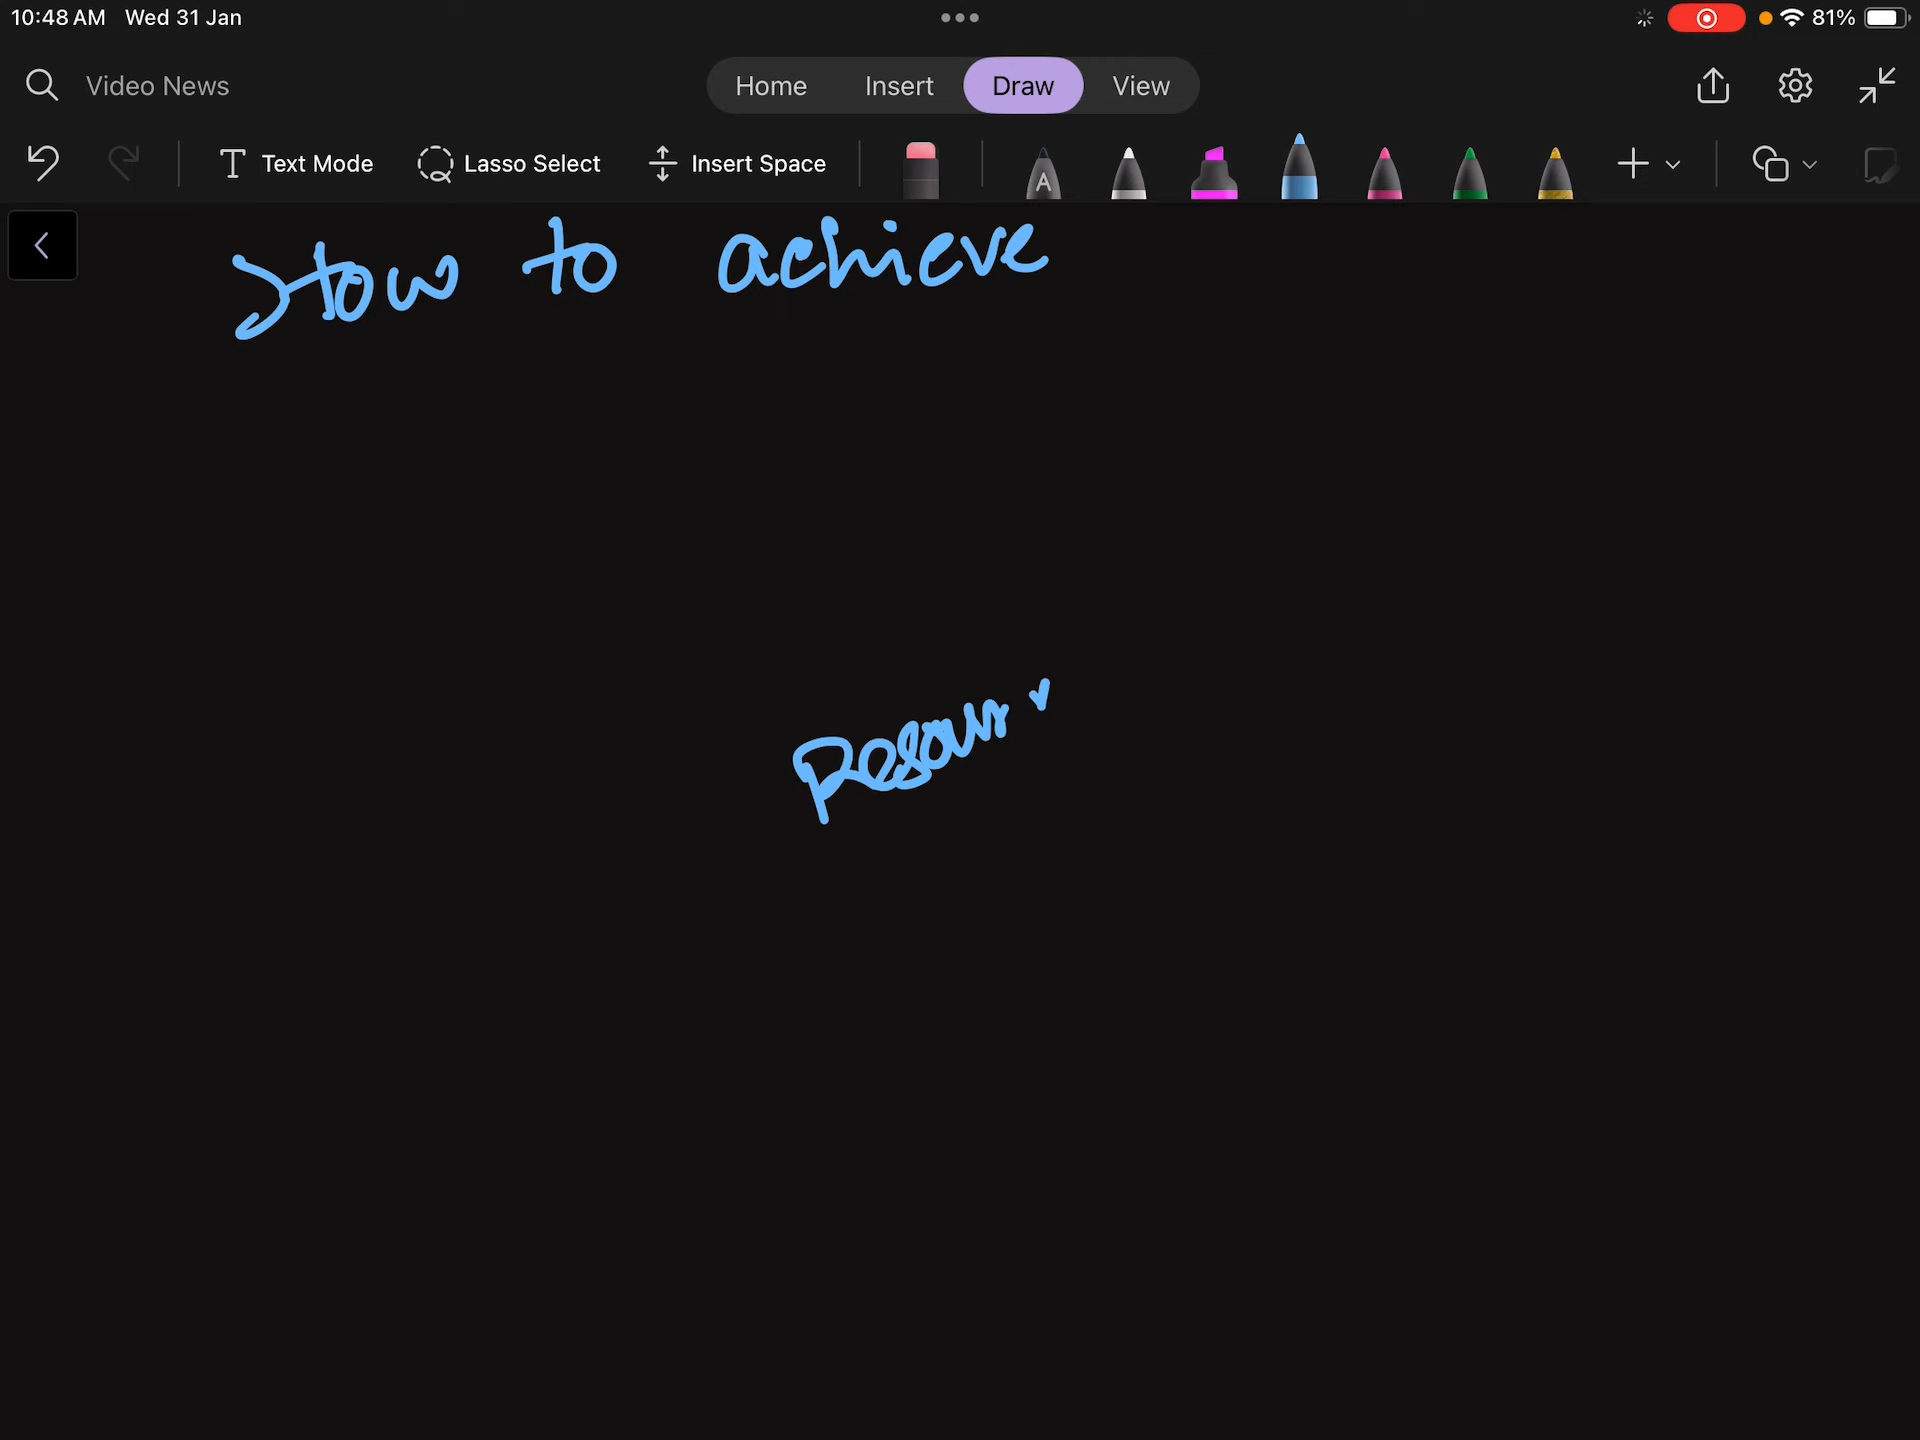 10:48 AM Wed 31 Jan 81%
Video News Home Insert Draw View
Text Mode Lasso Select Insert Space A
How to achieve
Resour